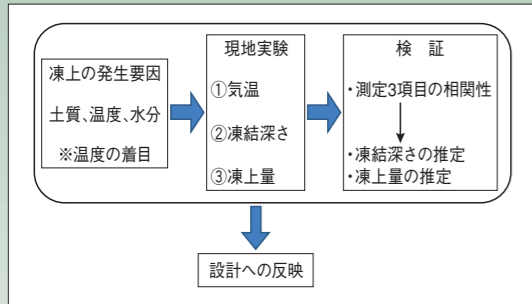 凍上の発生要因
土質、温度、水分
※温度の着目
現地実験
①気温
②凍結深さ
③凍上量
検　証
・測定3項目の相関性
・凍結深さの推定
・凍上量の推定
設計への反映